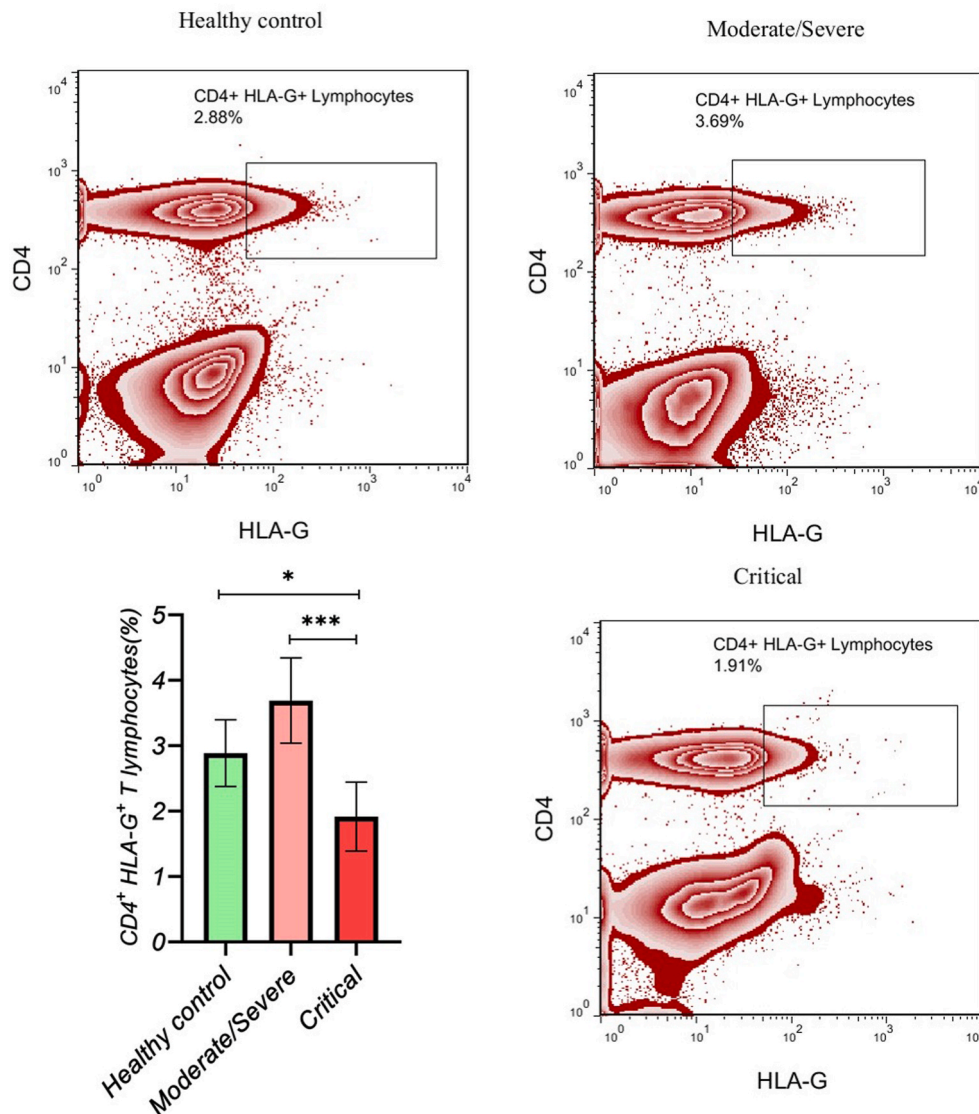 Healthy control
CD4+ HLA-G+ Lymphocytes
2.88%
10⁴
10³
10²
10¹
10⁰
CD4
10⁰ 10¹ 10² 10³ 10⁴
HLA-G
Moderate/Severe
CD4+ HLA-G+ Lymphocytes
3.69%
10⁴
10³
10²
10¹
10⁰
CD4
10⁰ 10¹ 10² 10³
HLA-G
*
***
5
4
3
2
1
0
CD4⁺ HLA-G⁺ T lymphocytes(%)
Healthy control
Moderate/Severe
Critical
Critical
CD4+ HLA-G+ Lymphocytes
1.91%
10⁴
10³
10²
10¹
10⁰
CD4
10⁰ 10¹ 10² 10³
HLA-G